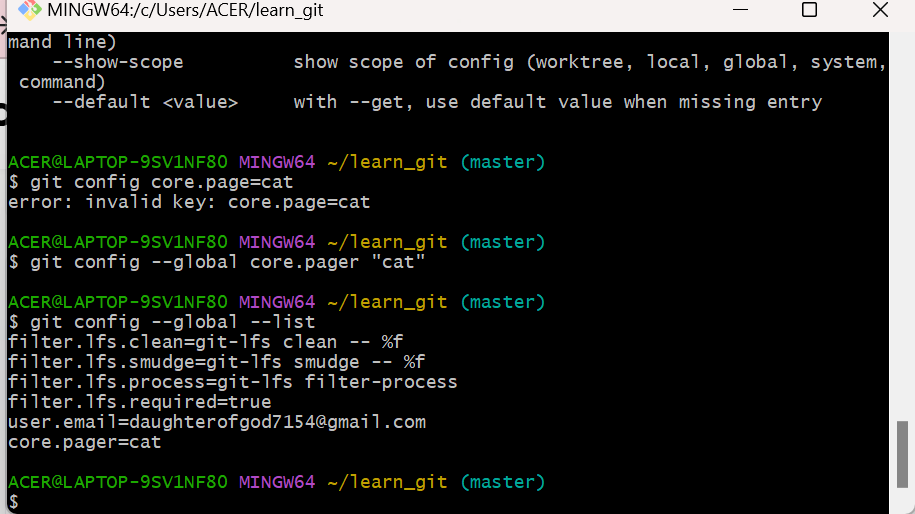 MINGW64:/c/Users/ACER/learn_git
mand line)
    --show-scope          show scope of config (worktree, local, global, system,
 command)
    --default <value>     with --get, use default value when missing entry
ACER@LAPTOP-9SV1NF80 MINGW64 ~/learn_git (master)
$ git config core.page=cat
error: invalid key: core.page=cat
ACER@LAPTOP-9SV1NF80 MINGW64 ~/learn_git (master)
$ git config --global core.pager "cat"
ACER@LAPTOP-9SV1NF80 MINGW64 ~/learn_git (master)
$ git config --global --list
filter.lfs.clean=git-lfs clean -- %f
filter.lfs.smudge=git-lfs smudge -- %f
filter.lfs.process=git-lfs filter-process
filter.lfs.required=true
user.email=daughterofgod7154@gmail.com
core.pager=cat
ACER@LAPTOP-9SV1NF80 MINGW64 ~/learn_git (master)
$